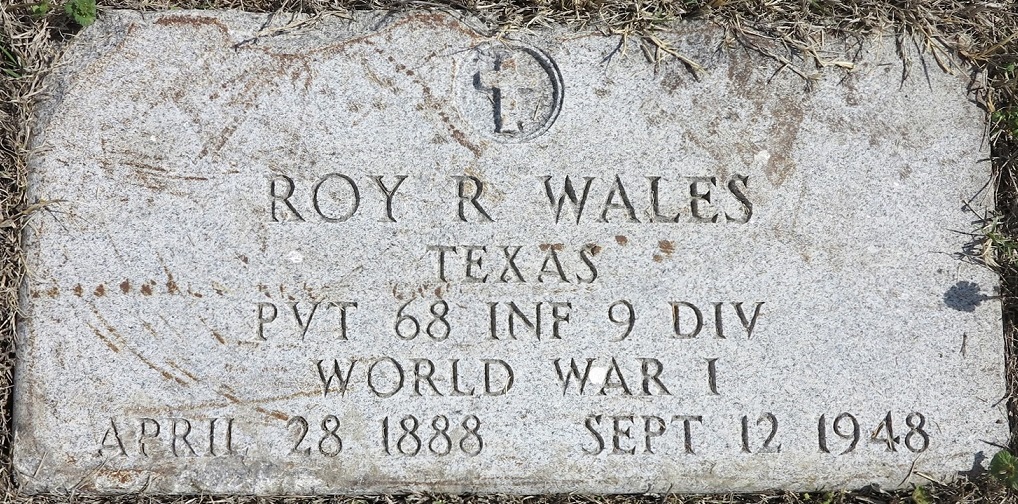 ROY R WALES
TEXAS
PVT 68 INF 9 DIV
WORLD WAR I
APRIL 28 1888 SEPT 12 1948